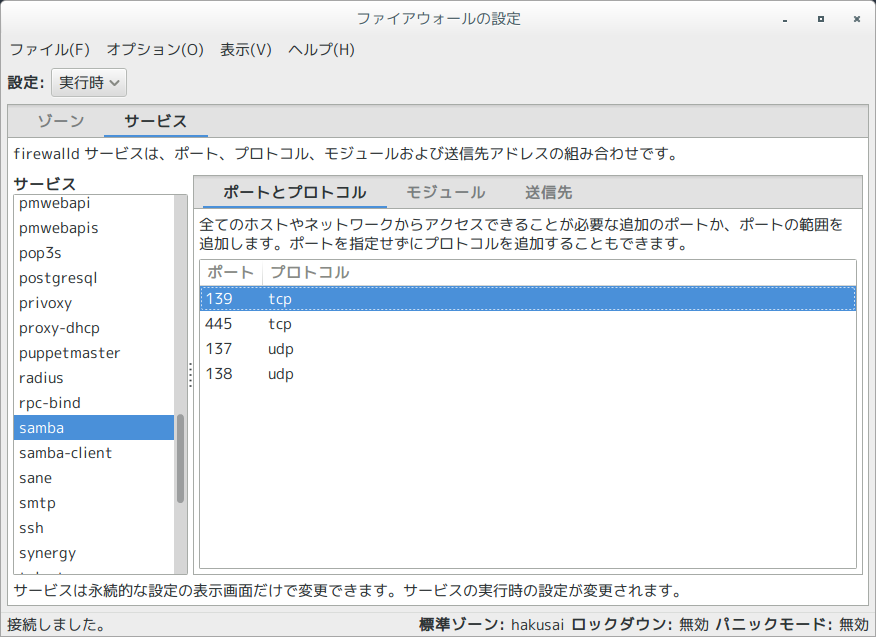 ファイアウォールの設定
ファイル(F) オプション(O) 表示(V) ヘルプ(H)
設定: 実行時
ゾーン サービス
firewalld サービスは、ポート、プロトコル、モジュールおよび送信先アドレスの組み合わせです。
サービス
pmwebapi
pmwebapis
pop3s
postgresql
privoxy
proxy-dhcp
puppetmaster
radius
rpc-bind
samba
samba-client
sane
smtp
ssh
synergy
ポートとプロトコル モジュール 送信先
全てのホストやネットワークからアクセスできることが必要な追加のポートか、ポートの範囲を
追加します。ポートを指定せずにプロトコルを追加することもできます。
ポート プロトコル
139 tcp
445 tcp
137 udp
138 udp
サービスは永続的な設定の表示画面だけで変更できます。サービスの実行時の設定が変更されます。
接続しました。 標準ゾーン: hakusai ロックダウン: 無効 パニックモード: 無効